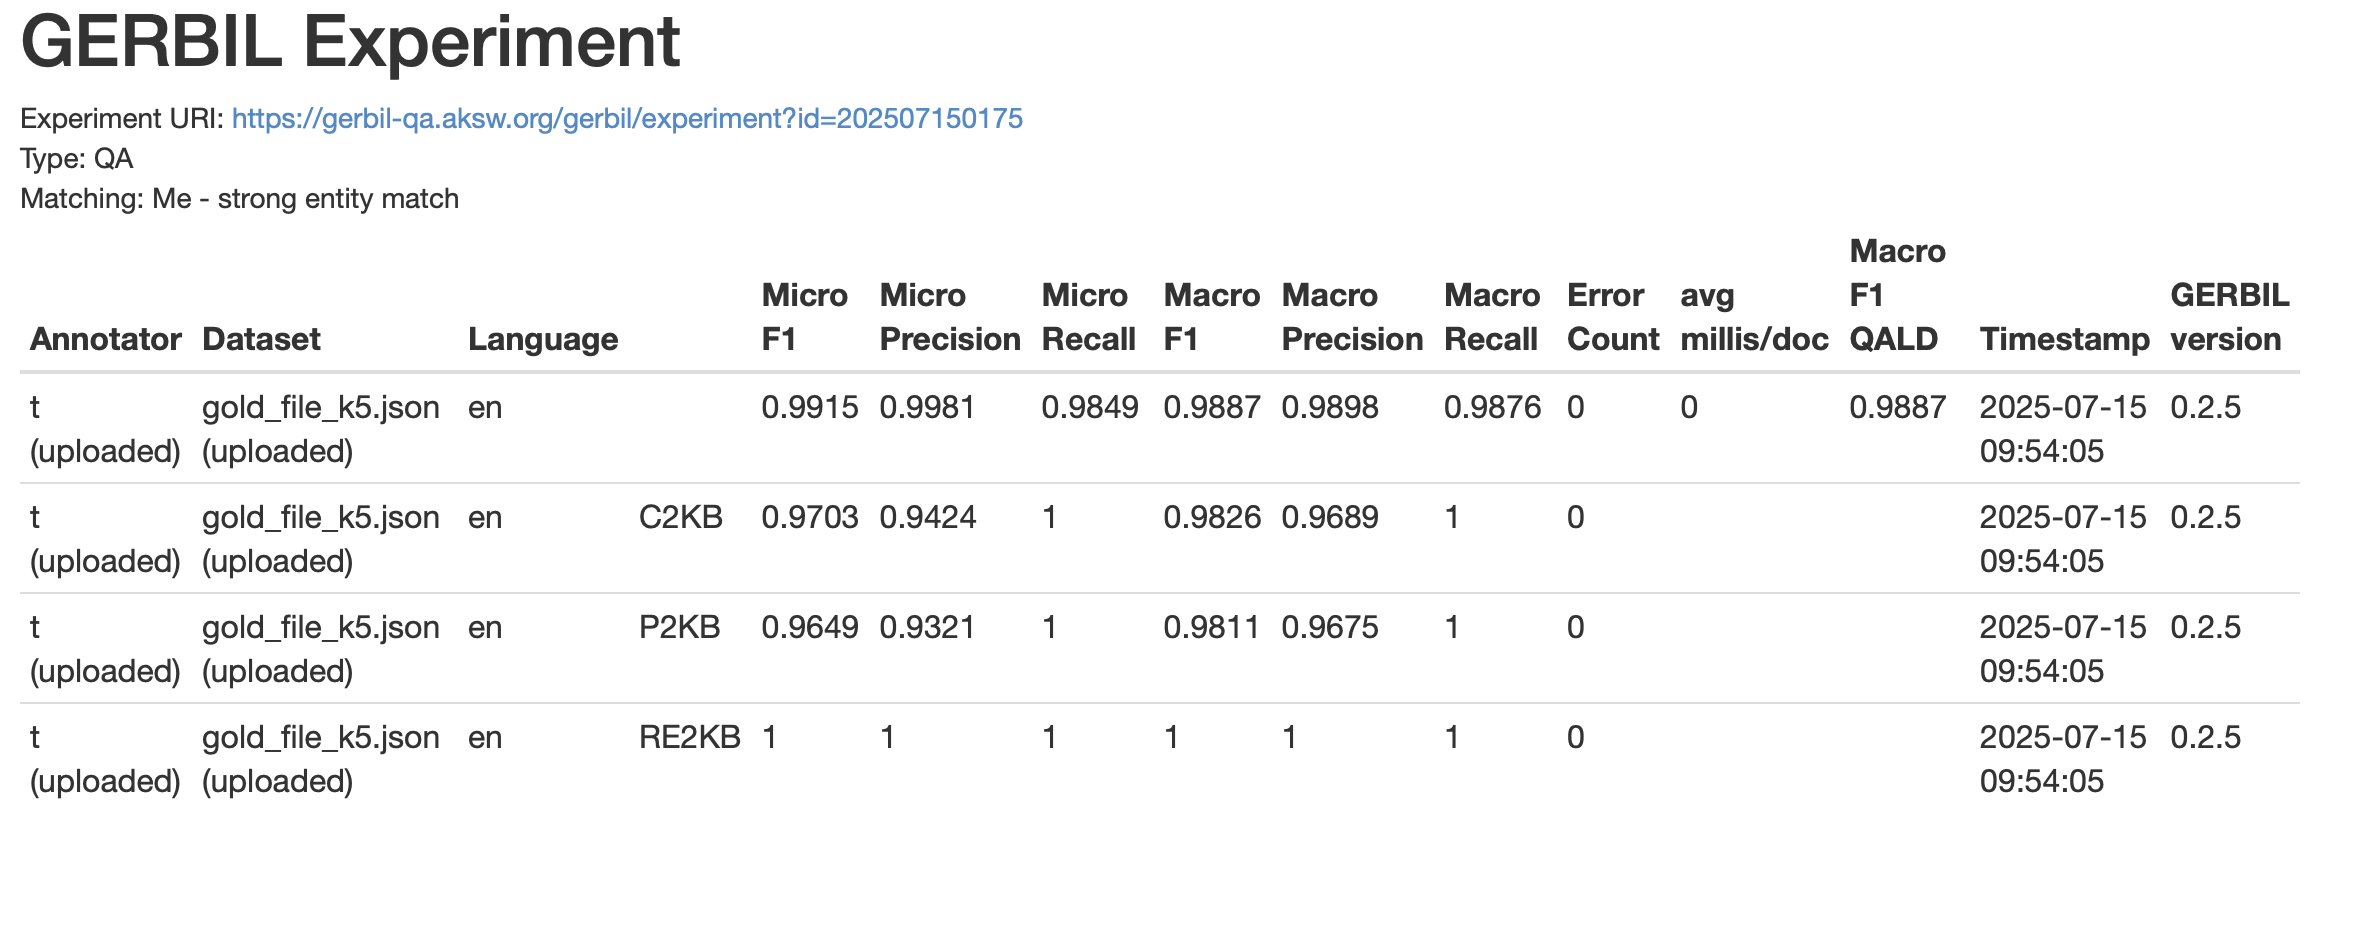 GERBIL Experiment
Experiment URI: https://gerbil-qa.aksw.org/gerbil/experiment?id=202507150175
Type: QA
Matching: Me - strong entity match
Macro
Micro Micro Micro Macro Macro Macro Error avg F1 GERBIL
Annotator Dataset Language F1 Precision Recall F1 Precision Recall Count millis/doc QALD Timestamp version
t gold_file_k5.json en 0.9915 0.9981 0.9849 0.9887 0.9898 0.9876 0 0 0.9887 2025-07-15 0.2.5
(uploaded) (uploaded) 09:54:05
t gold_file_k5.json en C2KB 0.9703 0.9424 1 0.9826 0.9689 1 0 2025-07-15 0.2.5
(uploaded) (uploaded) 09:54:05
t gold_file_k5.json en P2KB 0.9649 0.9321 1 0.9811 0.9675 1 0 2025-07-15 0.2.5
(uploaded) (uploaded) 09:54:05
t gold_file_k5.json en RE2KB 1 1 1 1 1 1 0 2025-07-15 0.2.5
(uploaded) (uploaded) 09:54:05